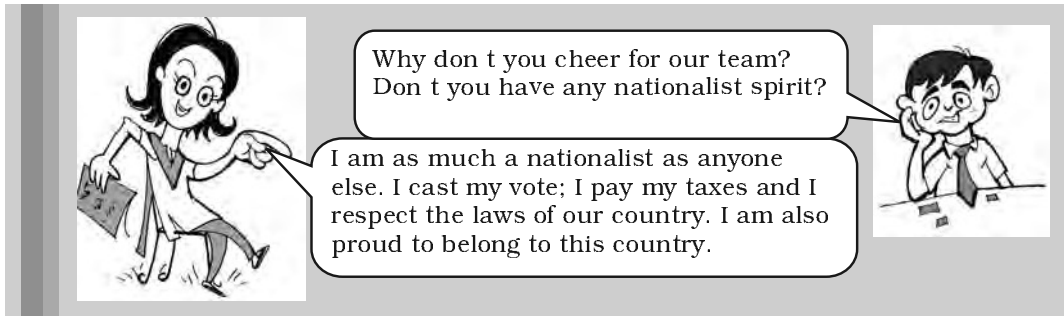 Why don t you cheer for our team?
Don t you have any nationalist spirit?
I am as much a nationalist as anyone
else. I cast my vote; I pay my taxes and I
respect the laws of our country. I am also
proud to belong to this country.